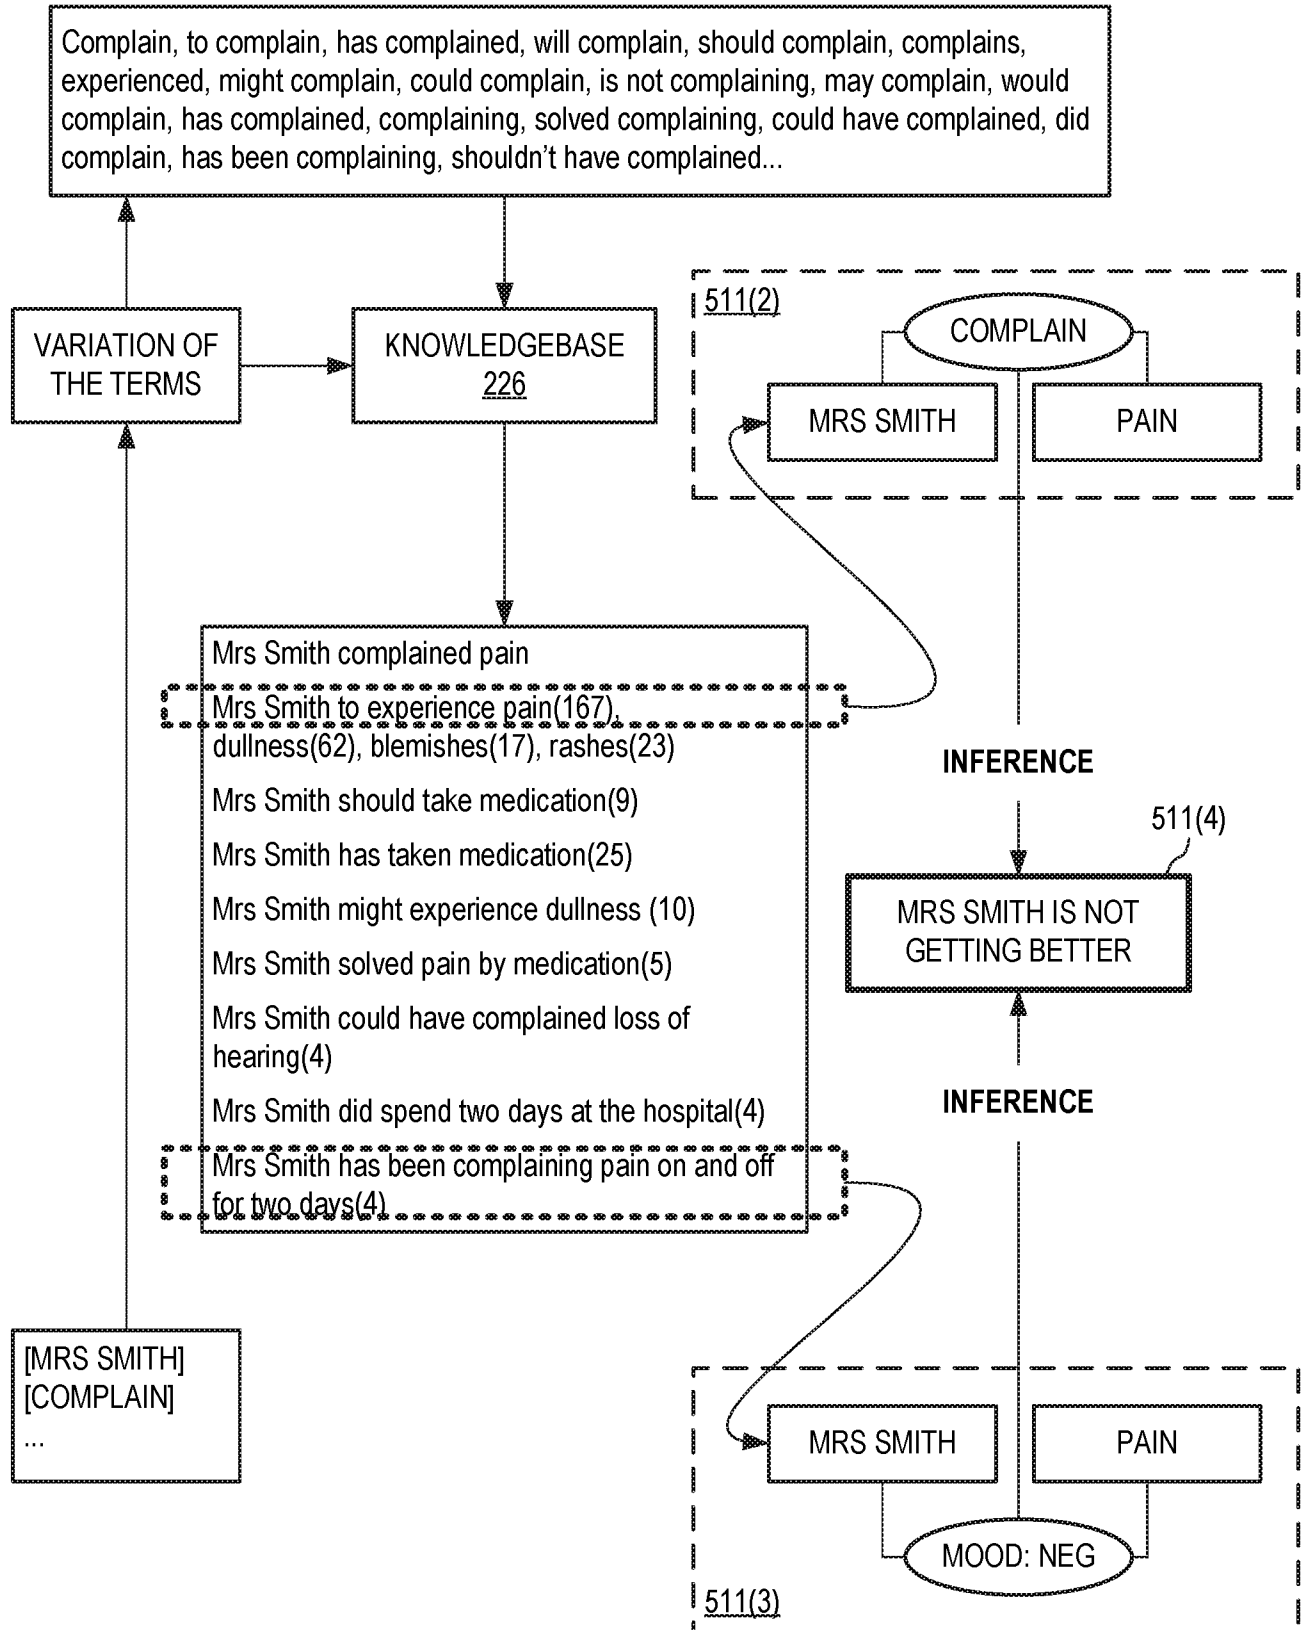 Complain, to complain, has complained, will complain, should complain, complains,
experienced, might complain, could complain, is not complaining, may complain, would
complain, has complained, complaining, solved complaining, could have complained, did
complain, has been complaining, shouldn't have complained...
VARIATION OF
THE TERMS
KNOWLEDGEBASE
226
511(2)
COMPLAIN
MRS SMITH
PAIN
Mrs Smith complained pain
Mrs Smith to experience pain(167),
dullness(62), blemishes(17), rashes(23)
Mrs Smith should take medication(9)
Mrs Smith has taken medication(25)
Mrs Smith might experience dullness (10)
Mrs Smith solved pain by medication(5)
Mrs Smith could have complained loss of
hearing(4)
Mrs Smith did spend two days at the hospital(4)
Mrs Smith has been complaining pain on and off
for two days(4)
INFERENCE
511(4)
MRS SMITH IS NOT
GETTING BETTER
INFERENCE
[MRS SMITH]
[COMPLAIN]
...
MRS SMITH
PAIN
MOOD: NEG
511(3)